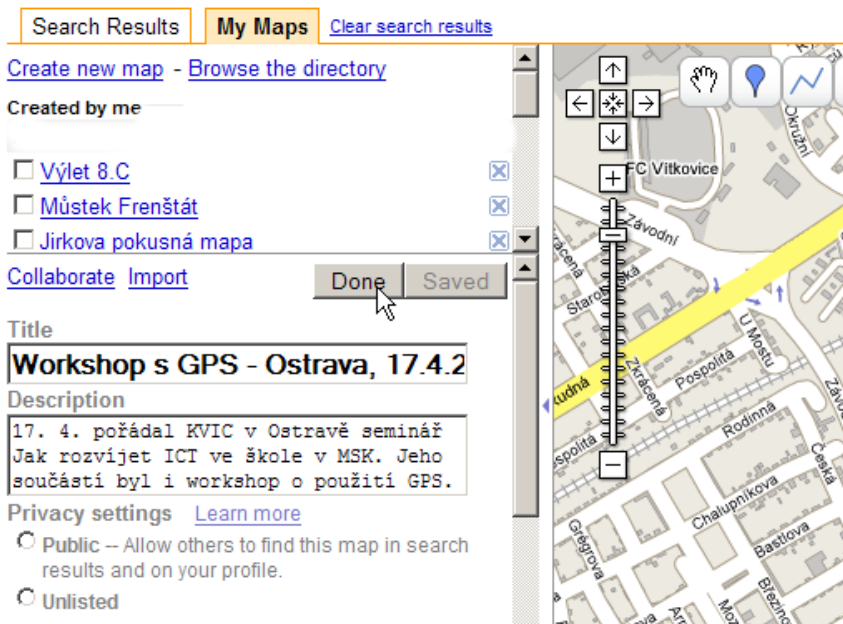 Search Results My Maps Clear search results
Create new map - Browse the directory
Created by me
Výlet 8.C
Můstek Frenštát
Jirkova pokusná mapa
Collaborate Import Done Saved
Title
Workshop s GPS - Ostrava, 17.4.2
Description
17. 4. pořádal KVIC v Ostravě seminář
Jak rozvíjet ICT ve škole v MSK. Jeho
součástí byl i workshop o použití GPS.
Privacy settings Learn more
Public -- Allow others to find this map in search
results and on your profile.
Unlisted
Okružní
FC Vítkovice
Závodní
Zkrácená
U Mostu
Pospolitá
Zkrácená
Rodinná
Česká
Chalupníkova
Grégrova
Bastlova